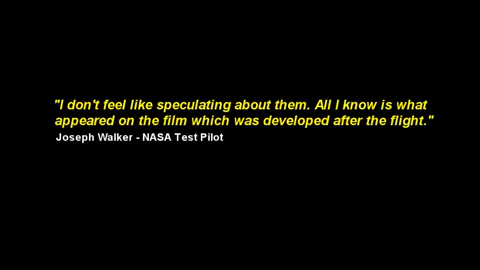 "I don't feel like speculating about them. All I know is what
appeared on the film which was developed after the flight."
Joseph Walker - NASA Test Pilot